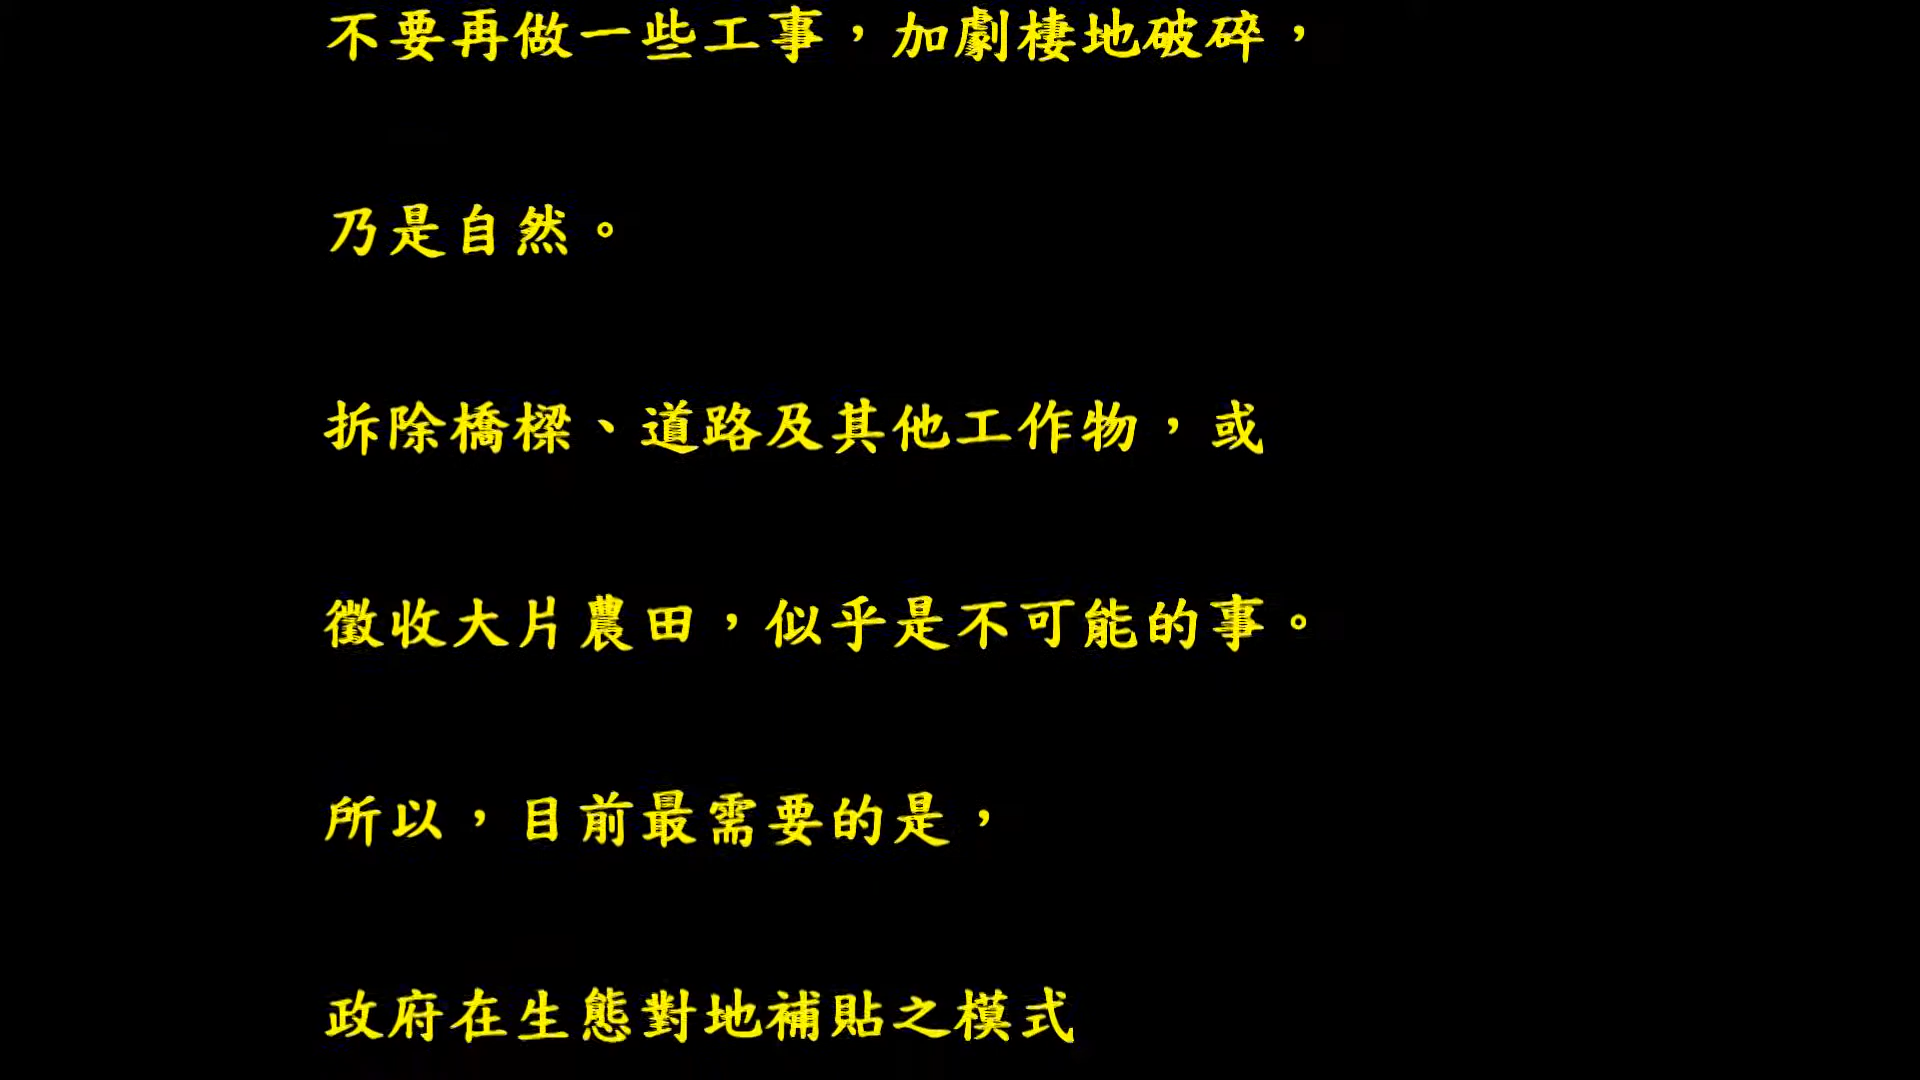 不要再做一些工事，加劇棲地破碎，
乃是自然。
拆除橋樑、道路及其他工作物，或
徵收大片農田，似乎是不可能的事。
所以，目前最需要的是，
政府在生態對地補貼之模式